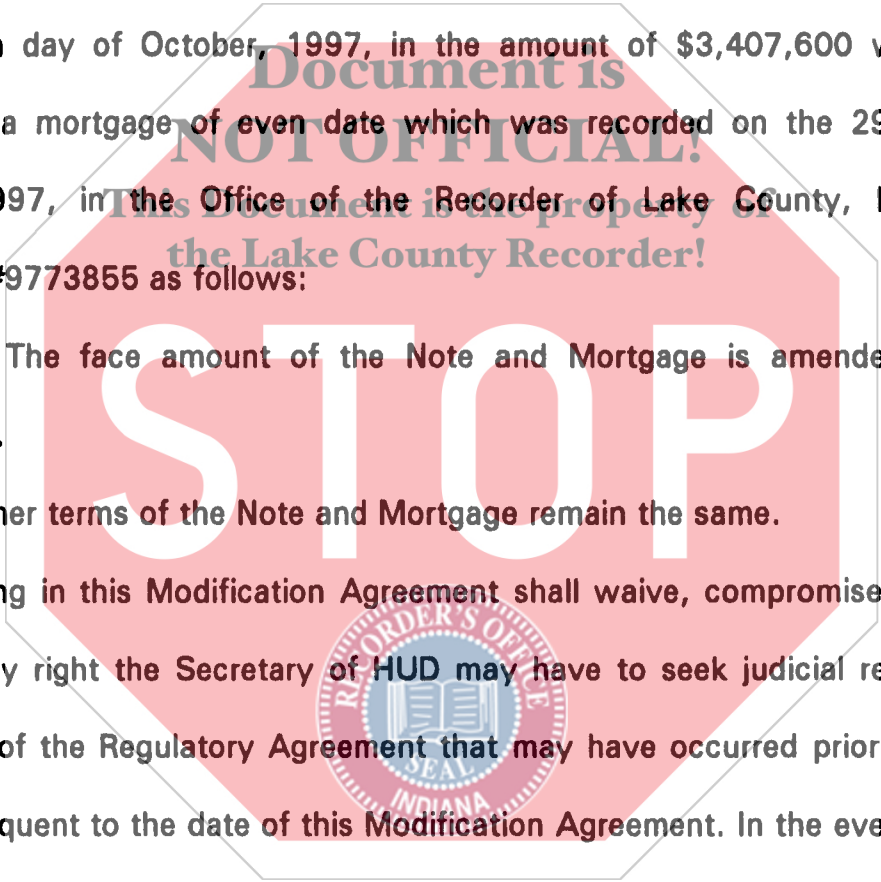 day of October, 1997, in the amount of $3,407,600
Document is
a mortgage of even date which was recorded on the 29
NOT OFFICIAL!
997, in the Office of the Recorder of Lake County,
This Document is the property of
the Lake County Recorder!
#9773855 as follows:
The face amount of the Note and Mortgage is amende
STOP
her terms of the Note and Mortgage remain the same.
ng in this Modification Agreement shall waive, compromise
RECORDER'S OFFICE
y right the Secretary of HUD may have to seek judicial re
of the Regulatory Agreement that may have occurred prior
SEAL
INDIANA
quent to the date of this Modification Agreement. In the eve